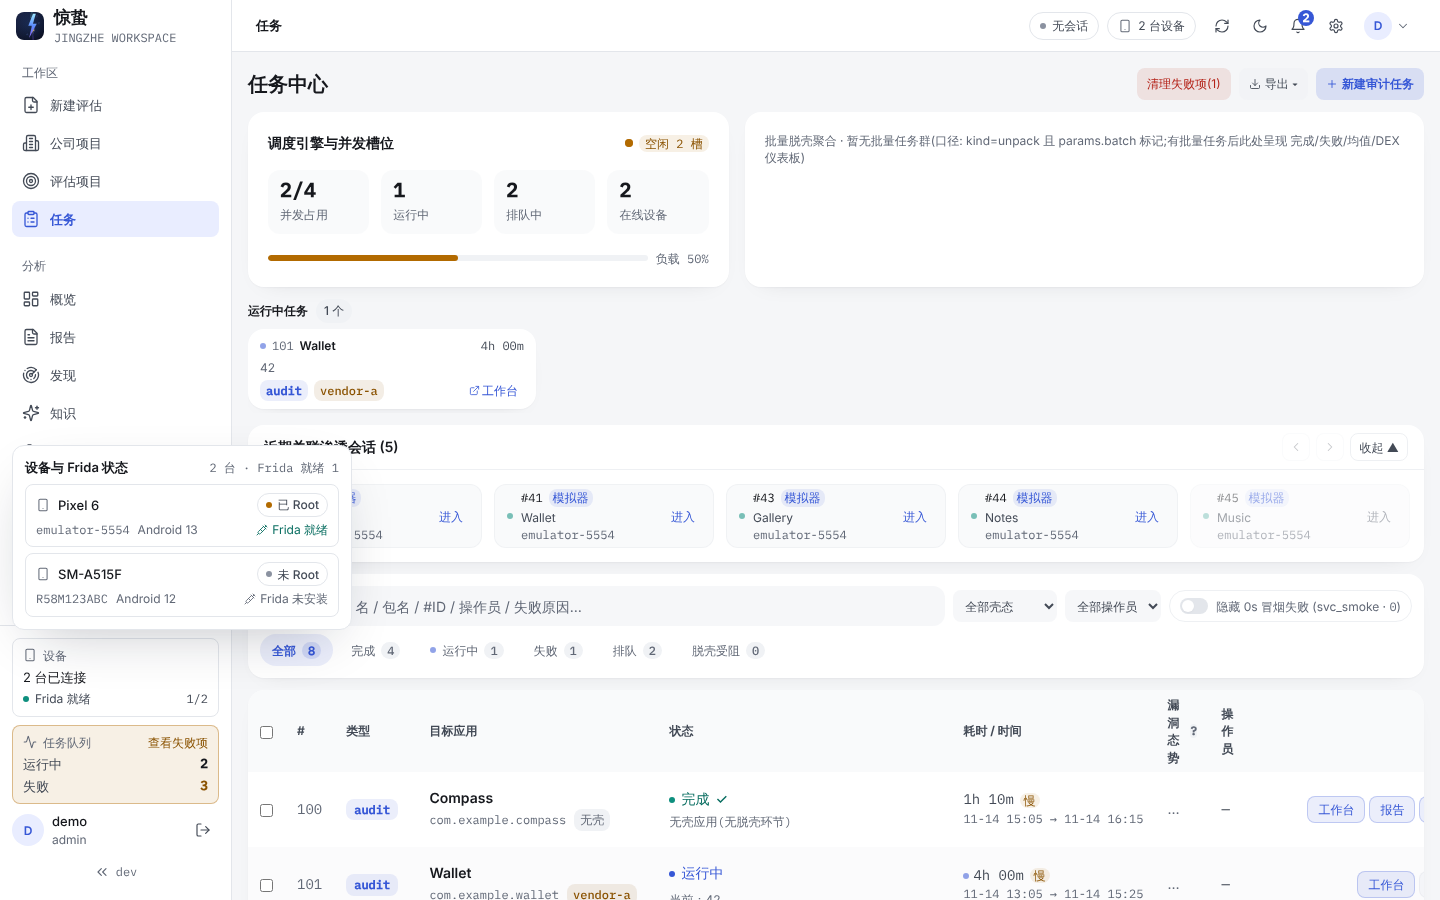 惊蛰
JINGZHE WORKSPACE
工作区
新建评估
公司项目
评估项目
任务
分析
概览
报告
发现
知识
设备与 Frida 状态
2 台 · Frida 就绪 1
Pixel 6
已 Root
emulator-5554 Android 13
Frida 就绪
SM-A515F
未 Root
R58M123ABC Android 12
Frida 未安装
设备
2 台已连接
Frida 就绪 1/2
任务队列 查看失败项
运行中 2
失败 3
D
demo
admin
dev
任务
无会话
2 台设备
2
D
任务中心
清理失败项(1)
导出
新建审计任务
调度引擎与并发槽位
空闲 2 槽
2/4
并发占用
1
运行中
2
排队中
2
在线设备
负载 50%
批量脱壳聚合 · 暂无批量任务群(口径: kind=unpack 且 params.batch 标记;有批量任务后此处呈现 完成/失败/均值/DEX
仪表板)
运行中任务 1 个
101 Wallet 4h 00m
42
audit vendor-a 工作台
近期关联渗透会话 (5)
收起 ▲
5554
#41 模拟器
Wallet
emulator-5554
进入
#43 模拟器
Gallery
emulator-5554
进入
#44 模拟器
Notes
emulator-5554
进入
#45 模拟器
Music
emulator-5554
进入
名 / 包名 / #ID / 操作员 / 失败原因...
全部壳态
全部操作员
隐藏 0s 冒烟失败 (svc_smoke · 0)
全部 8
完成 4
运行中 1
失败 1
排队 2
脱壳受阻 0
# 类型 目标应用 状态 耗时 / 时间 漏洞态势 ? 操作员
100 audit Compass 完成 ✓ 1h 10m 慢 ... — 工作台 报告
com.example.compass 无壳 无壳应用(无脱壳环节) 11-14 15:05 → 11-14 16:15
101 audit Wallet 运行中 4h 00m 慢 ... — 工作台
com.example.wallet vendor-a 当前 · 42 11-14 13:05 → 11-14 15:25